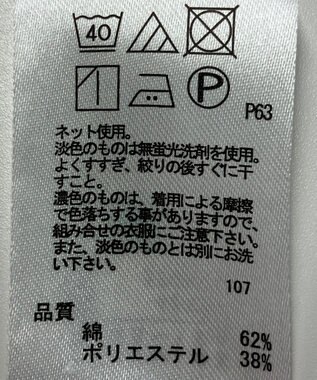 40
P
P63
ネット使用。
淡色のものは無蛍光洗剤を使用。
よくすすぎ、絞りの後すぐに干
すこと。
濃色のものは、着用による摩擦
で色落ちする事がありますので、
組み合せの衣服にご注意下さい。
また、淡色のものとは別にお洗
い下さい。
107
品質
綿 62%
ポリエステル 38%